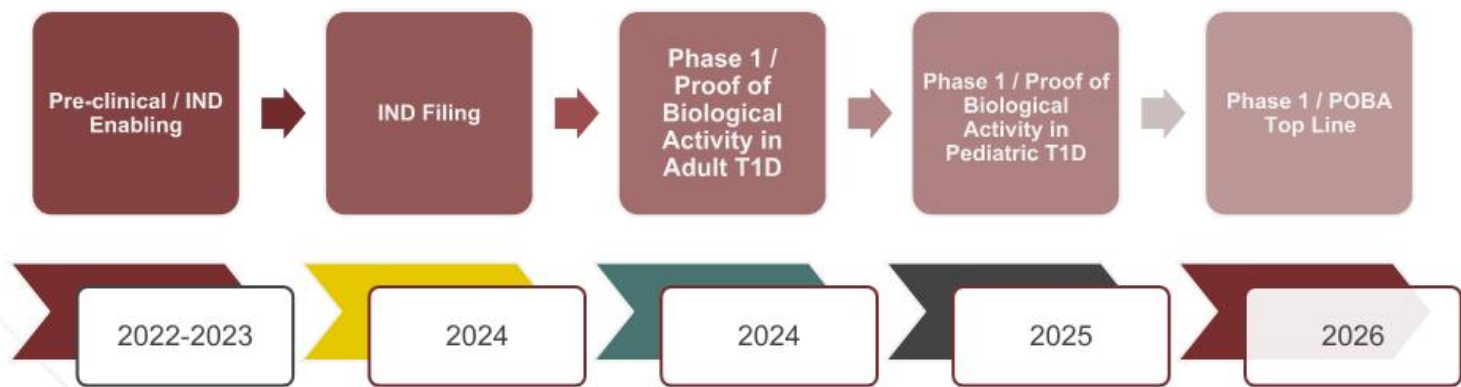 Pre-clinical / IND
Enabling
IND Filing
Phase 1 /
Proof of
Biological
Activity in
Adult T1D
Phase 1 / Proof of
Biological
Activity in
Pediatric T1D
Phase 1 / POBA
Top Line
2022-2023
2024
2024
2025
2026